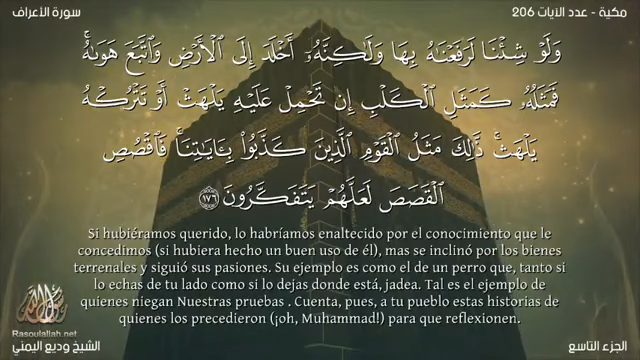 سورة الأعراف
مكية - عدد الآيات 206
وَلَوْ شِئْنَا لَرَفَعْنَٰهُ بِهَا وَلَٰكِنَّهُۥٓ أَخْلَدَ إِلَى ٱلْأَرْضِ وَٱتَّبَعَ هَوَىٰهُ ۚ
فَمَثَلُهُۥ كَمَثَلِ ٱلْكَلْبِ إِن تَحْمِلْ عَلَيْهِ يَلْهَثْ أَوْ تَتْرُكْهُ
يَلْهَث ۚ ذَّٰلِكَ مَثَلُ ٱلْقَوْمِ ٱلَّذِينَ كَذَّبُوا۟ بِـَٔايَٰتِنَا ۚ فَٱقْصُصِ
ٱلْقَصَصَ لَعَلَّهُمْ يَتَفَكَّرُونَ ١٧٦
Si hubiéramos querido, lo habríamos enaltecido por el conocimiento que le
concedimos (si hubiera hecho un buen uso de él), mas se inclinó por los bienes
terrenales y siguió sus pasiones. Su ejemplo es como el de un perro que, tanto si
lo echas de tu lado como si lo dejas donde está, jadea. Tal es el ejemplo de
quienes niegan Nuestras pruebas . Cuenta, pues, a tu pueblo estas historias de
quienes los precedieron (¡oh, Muhammad!) para que reflexionen.
رسول الله
Rasoulallah.net
الشيخ وديع اليمني
الجزء التاسع